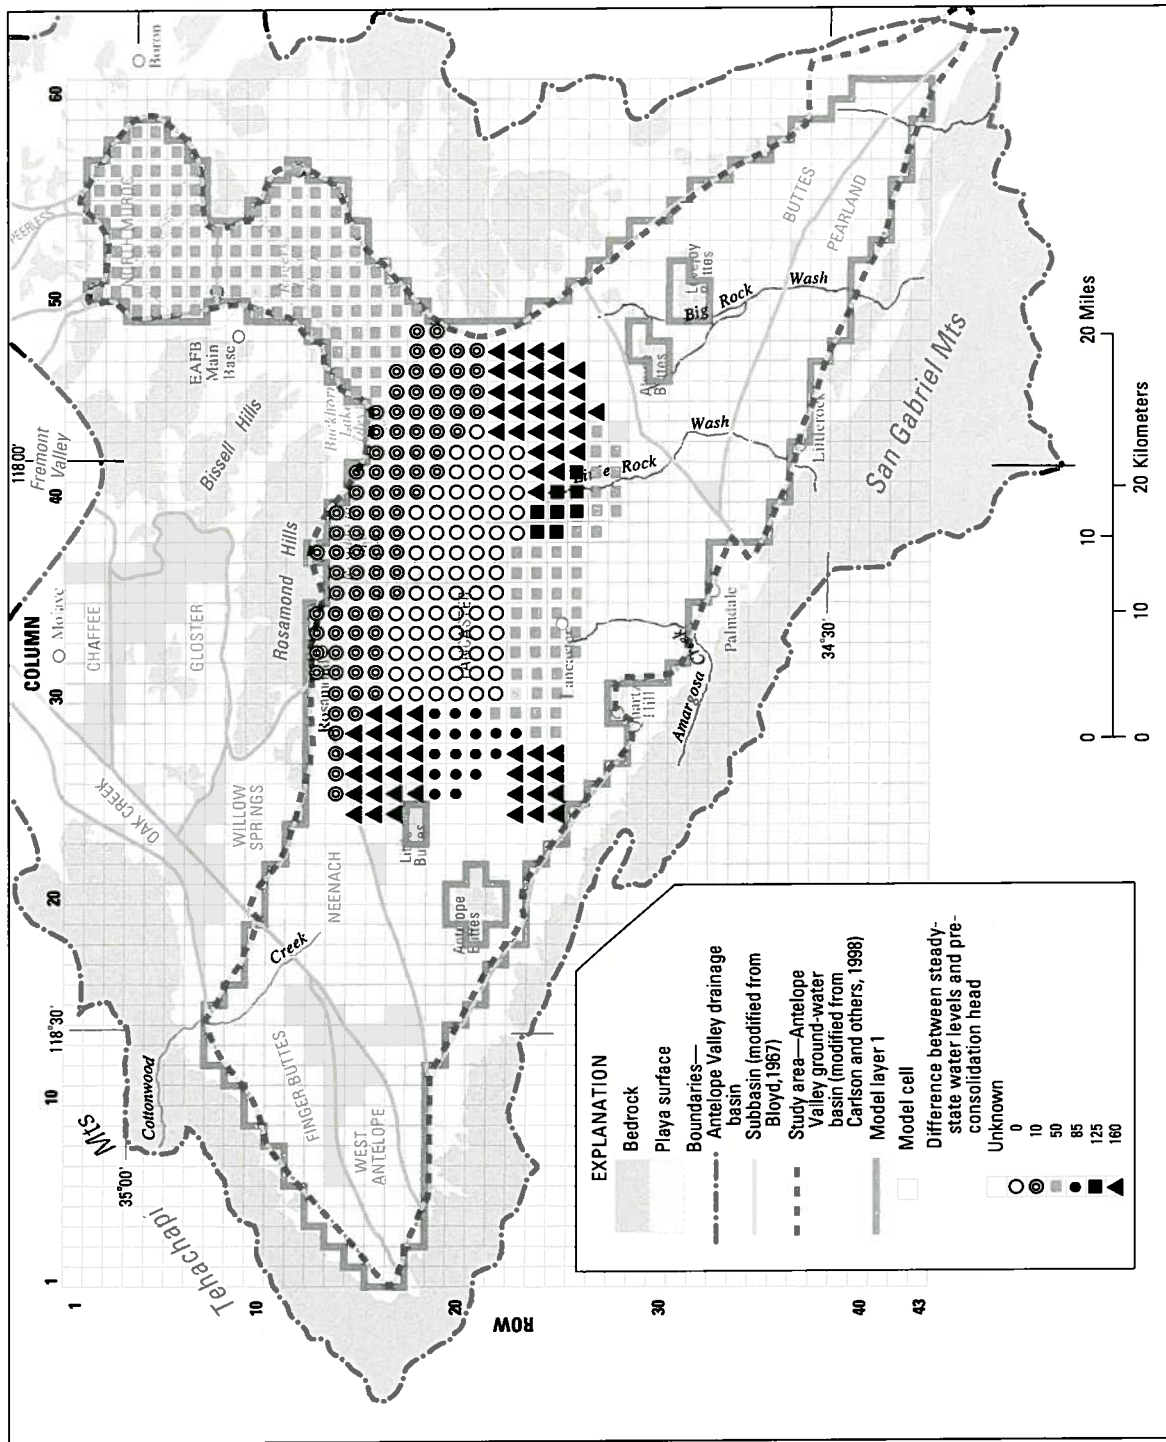 COLUMN
1
10
20
30
40
50
60
ROW
1
10
20
30
40
43
118°30'
118°00'
35°00'
34°30'
Tehachapi
Mts
Cottonwood
Creek
FINGER BUTTES
WEST
ANTELOPE
NEENACH
OAK CREEK
WILLOW
SPRINGS
CHAFFEE
Mojave
GLOSTER
Rosamond Hills
Bissell Hills
Fremont
Valley
EAFB
Main
Base
Buckhorn
Lake
PEERLESS
NORTH MUROC
Boron
LANCASTER
Lancaster
Antelope
Buttes
Amargosa Creek
Palmdale
Little Rock
Wash
Littlerock
Big Rock
Wash
BUTTES
PEARLAND
San Gabriel Mts
0
10
20 Miles
0
10
20 Kilometers
EXPLANATION
Bedrock
Playa surface
Boundaries—
Antelope Valley drainage
basin
Subbasin (modified from
Bloyd,1967)
Study area—Antelope
Valley ground-water
basin (modified from
Carlson and others, 1998)
Model layer 1
Model cell
Difference between steady-
state water levels and pre-
consolidation head
Unknown
0
10
50
85
125
160